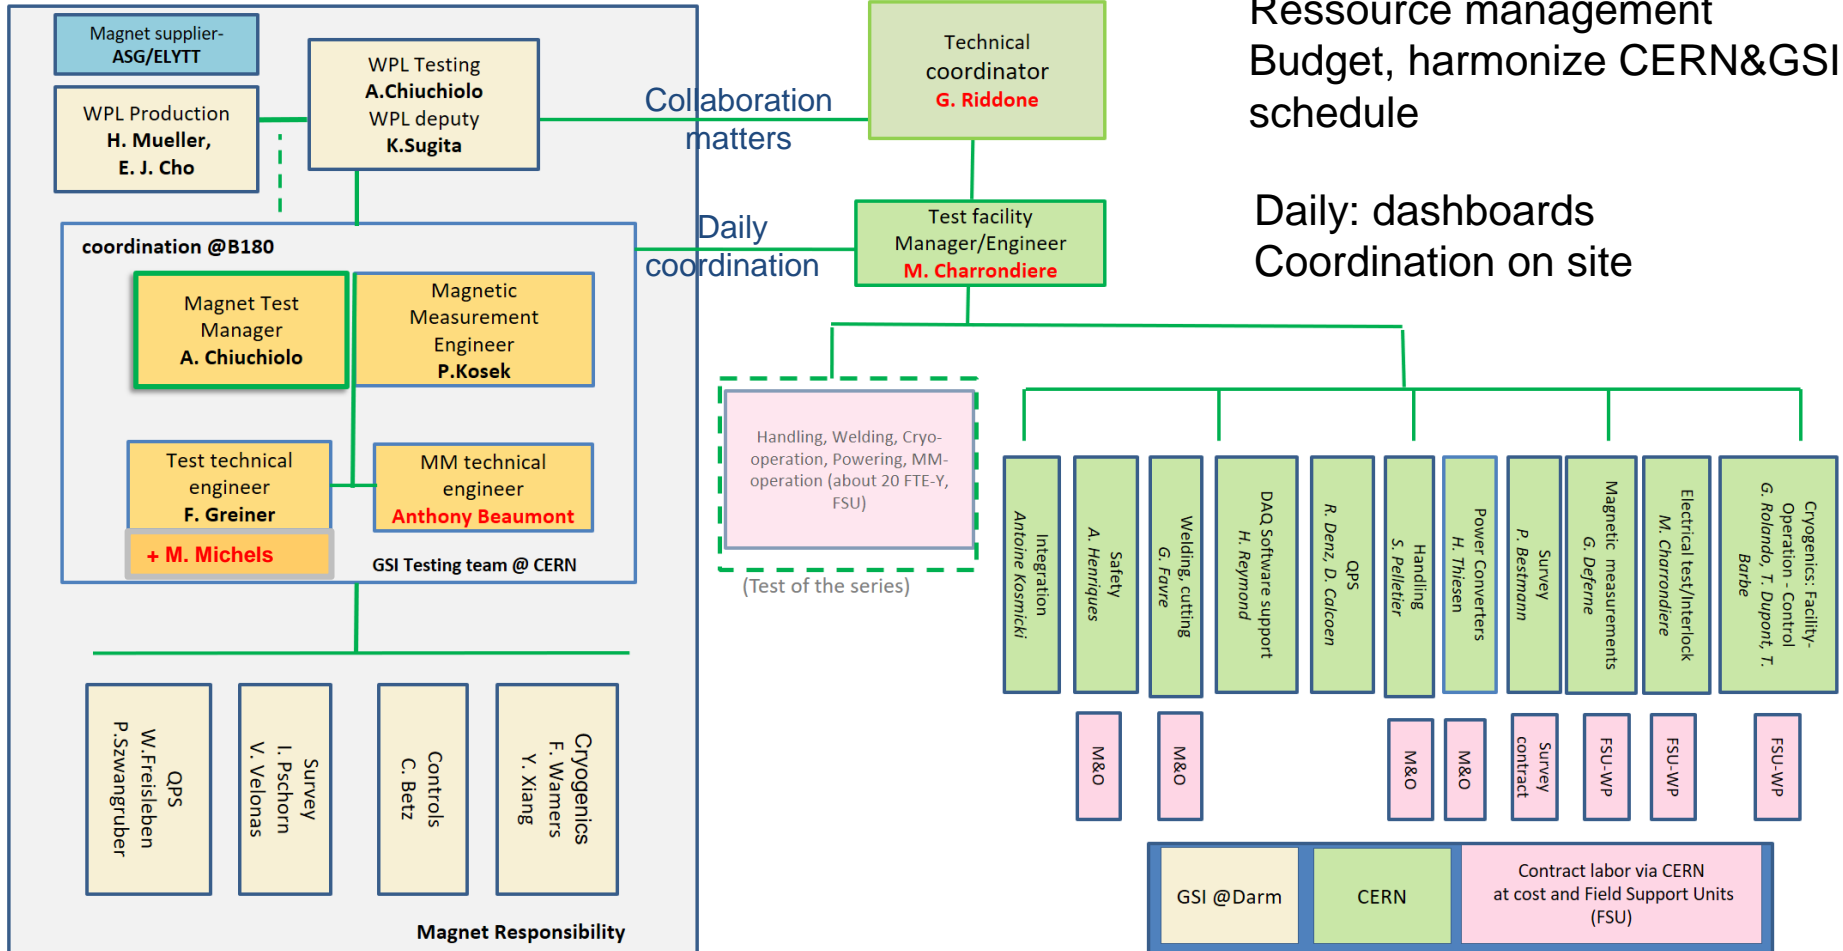 Ressource management
Budget, harmonize CERN&GSI
schedule
Daily: dashboards
Coordination on site
Magnet supplier-
ASG/ELYTT
WPL Production
H. Mueller,
E. J. Cho
WPL Testing
A.Chiuchiolo
WPL deputy
K.Sugita
Collaboration
matters
Technical
coordinator
G. Riddone
Daily
coordination
Test facility
Manager/Engineer
M. Charrondiere
coordination @B180
Magnet Test
Manager
A. Chiuchiolo
Magnetic
Measurement
Engineer
P.Kosek
Test technical
engineer
F. Greiner
+ M. Michels
MM technical
engineer
Anthony Beaumont
GSI Testing team @ CERN
QPS
W.Freisleben
P.Szwangruber
Survey
I. Pschorn
V. Velonas
Controls
C. Betz
Cryogenics
F. Wamers
Y. Xiang
Magnet Responsibility
Handling, Welding, Cryo-
operation, Powering, MM-
operation (about 20 FTE-Y,
FSU)
(Test of the series)
Integration
Antoine Kosmicki
Safety
A. Henriques
Welding, cutting
G. Favre
DAQ Software support
H. Reymond
QPS
R. Denz, D. Calcoen
Handling
S. Pelletier
Power Converters
H. Thiesen
Survey
P. Bestmann
Magnetic measurements
G. Deferne
Electrical test/Interlock
M. Charrondiere
Cryogenics: Facility-
Operation - Control
G. Rolando, T. Dupont, T.
Barbe
M&O
M&O
M&O
M&O
Survey
contract
FSU-WP
FSU-WP
FSU-WP
GSI @Darm
CERN
Contract labor via CERN
at cost and Field Support Units
(FSU)